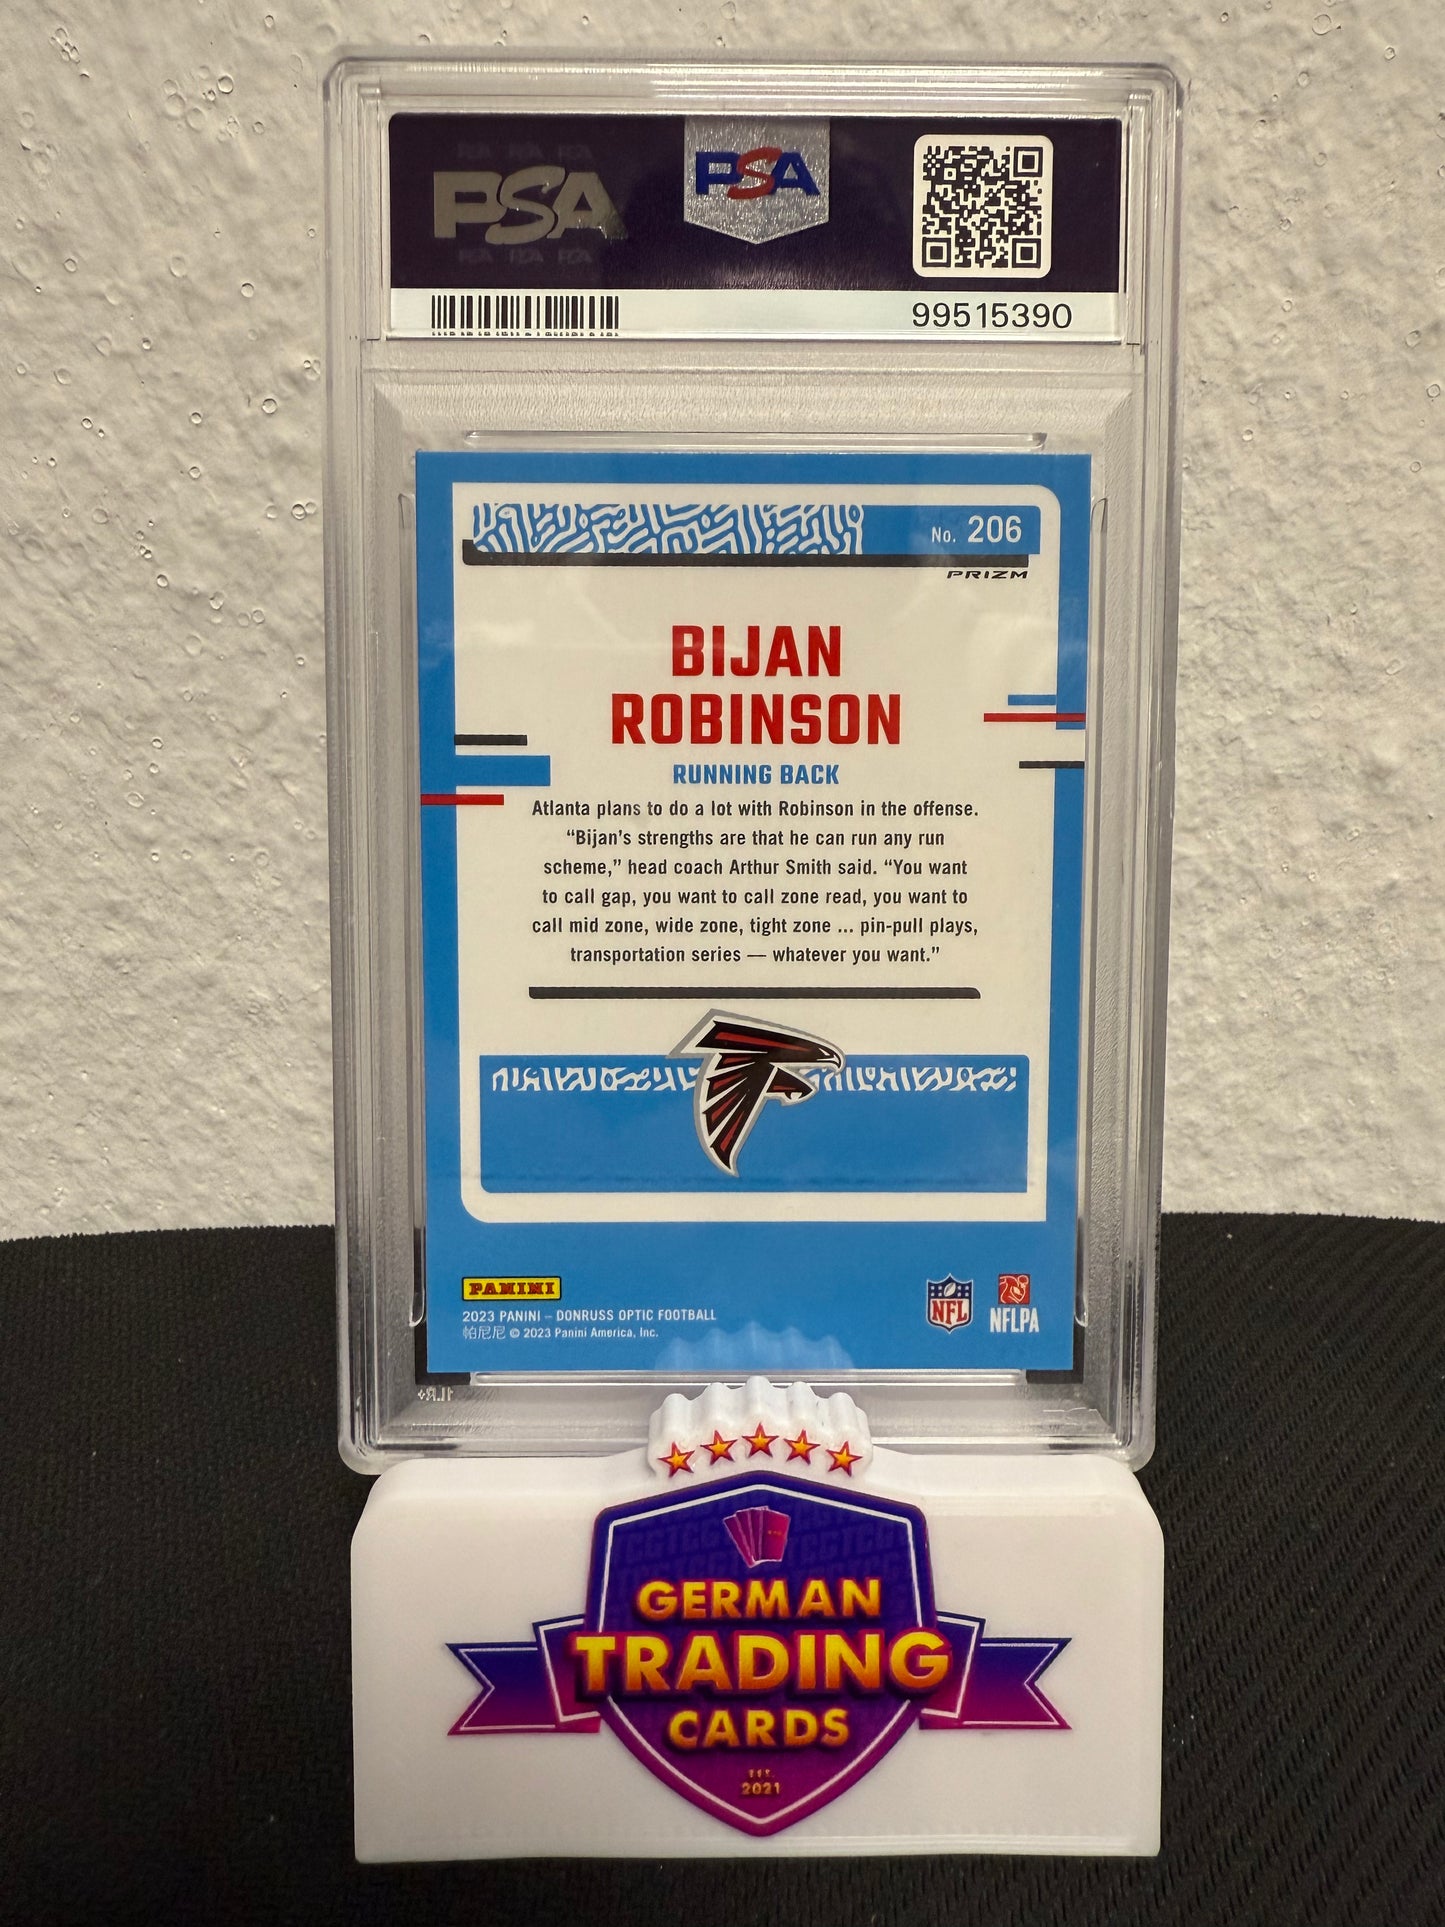 PSA
PSA
99515390
No. 206
PRIZM
BIJAN
ROBINSON
RUNNING BACK
Atlanta plans to do a lot with Robinson in the offense.
“Bijan’s strengths are that he can run any run
scheme,” head coach Arthur Smith said. “You want
to call gap, you want to call zone read, you want to
call mid zone, wide zone, tight zone ... pin-pull plays,
transportation series — whatever you want.”
PANINI
2023 PANINI – DONRUSS OPTIC FOOTBALL
帕尼尼 © 2023 Panini America, Inc.
NFL
NFLPA
GERMAN
TRADING
CARDS
EST.
2021